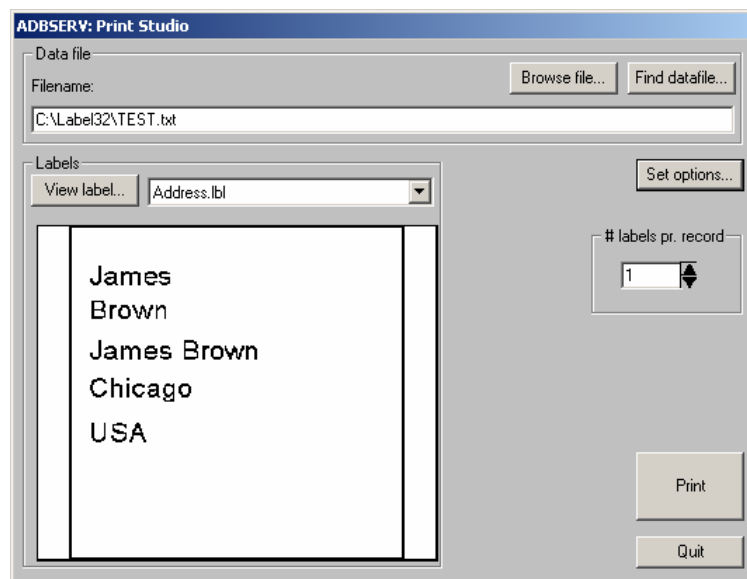 ADBSERV: Print Studio
Data file
Filename:
Browse file...
Find datafile...
C:\Label32\TEST.txt
Labels
View label...
Address.lbl
Set options...
# labels pr. record
1
James
Brown
James Brown
Chicago
USA
Print
Quit